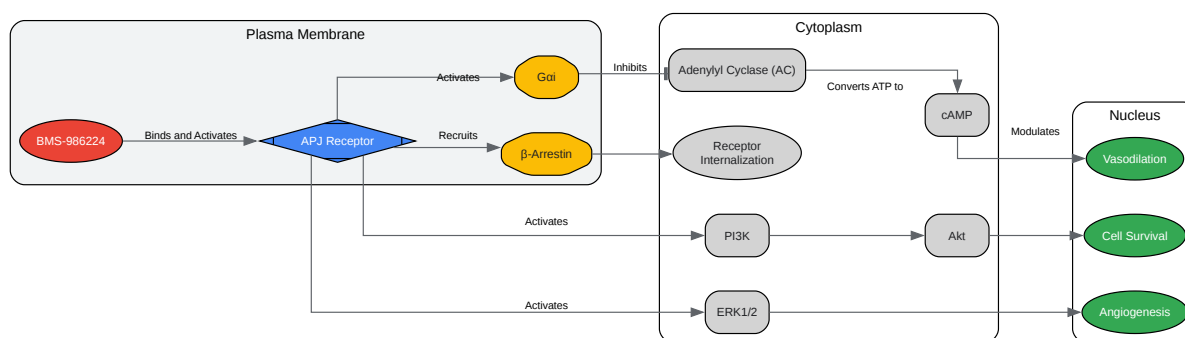 Plasma Membrane
Cytoplasm
Nucleus
BMS-986224
Binds and Activates
APJ Receptor
Activates
Gαi
Inhibits
Adenylyl Cyclase (AC)
Converts ATP to
cAMP
Modulates
Vasodilation
Recruits
β-Arrestin
Receptor
Internalization
Activates
PI3K
Akt
Cell Survival
Activates
ERK1/2
Angiogenesis